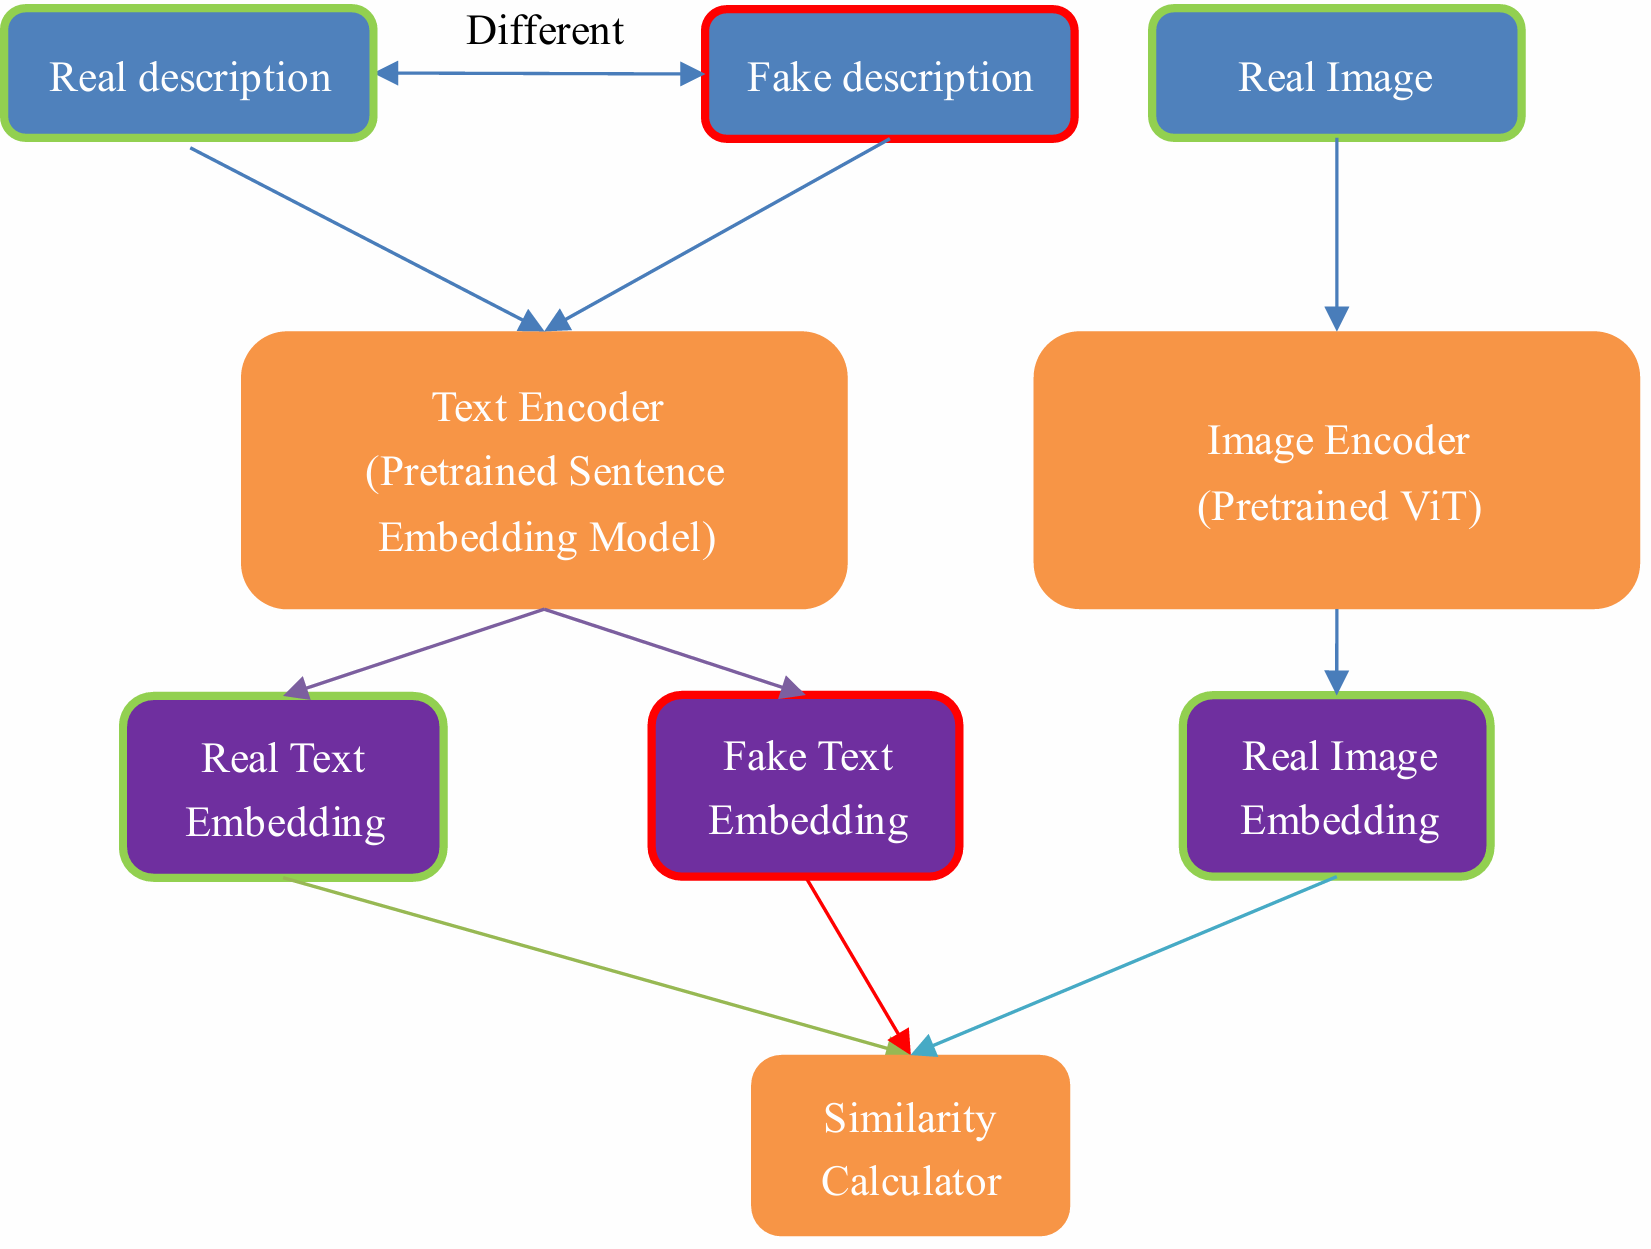 Different
Real description
Fake description
Real Image
Text Encoder
(Pretrained Sentence
Embedding Model)
Image Encoder
(Pretrained ViT)
Real Text
Embedding
Fake Text
Embedding
Real Image
Embedding
Similarity
Calculator